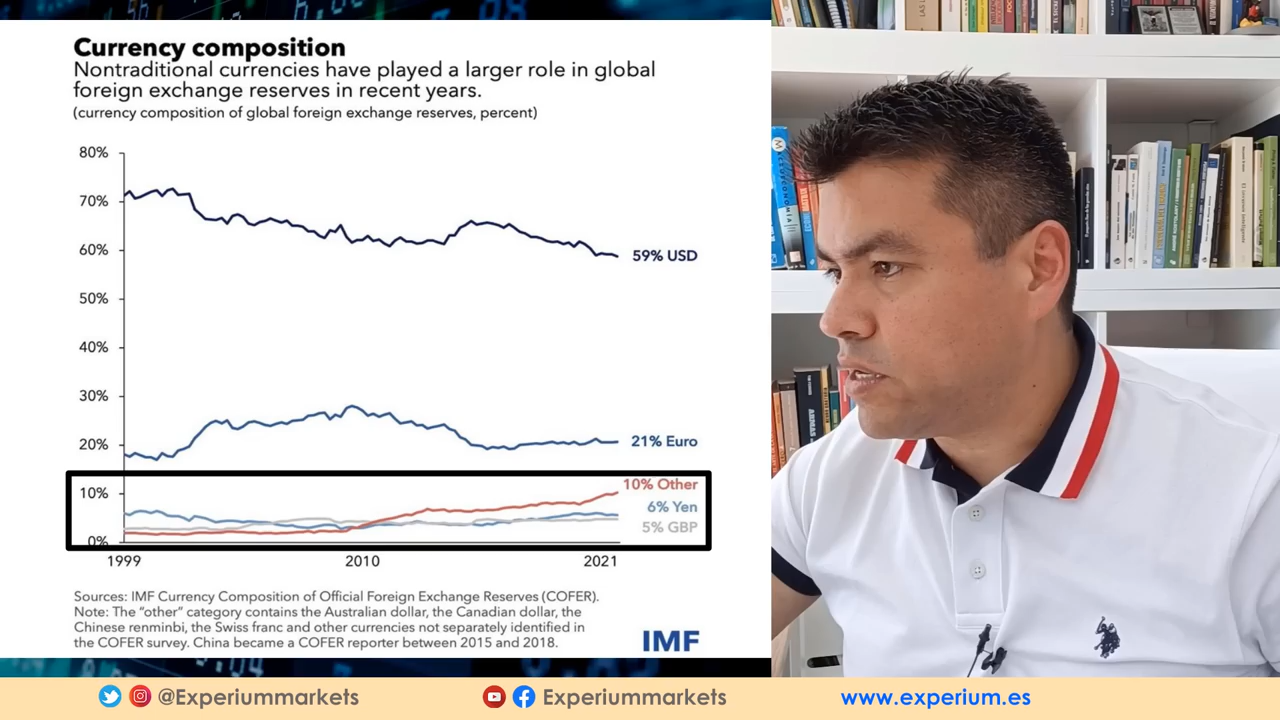 Currency composition
Nontraditional currencies have played a larger role in global
foreign exchange reserves in recent years.
(currency composition of global foreign exchange reserves, percent)
80%
70%
60%
50%
40%
30%
20%
10%
0%
59% USD
21% Euro
10% Other
6% Yen
5% GBP
1999
2010
2021
Sources: IMF Currency Composition of Official Foreign Exchange Reserves (COFER).
Note: The "other" category contains the Australian dollar, the Canadian dollar, the
Chinese renminbi, the Swiss franc and other currencies not separately identified in
the COFER survey. China became a COFER reporter between 2015 and 2018.
IMF
@Experiummarkets
Experiummarkets
www.experium.es